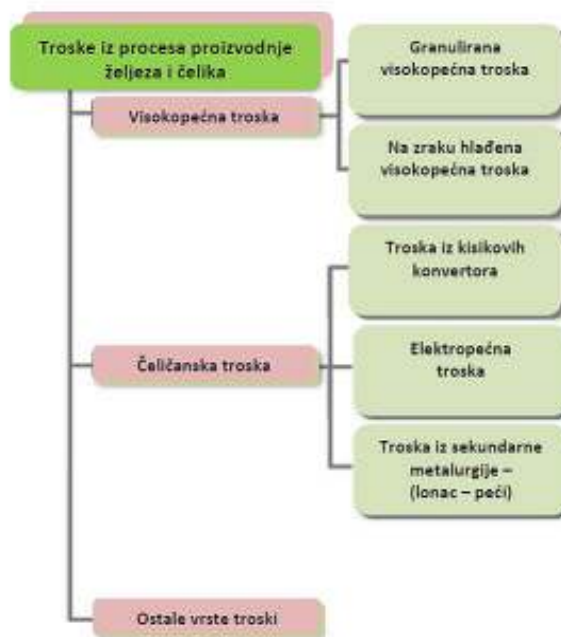 Troske iz procesa proizvodnje
željeza i čelika
Visokopećna troska
Granulirana
visokopećna troska
Na zraku hlađena
visokopećna troska
Čeličanska troska
Troska iz kisikovih
konvertora
Elektropećna
troska
Troska iz sekundarne
metalurgije –
(lonac – peći)
Ostale vrste troski